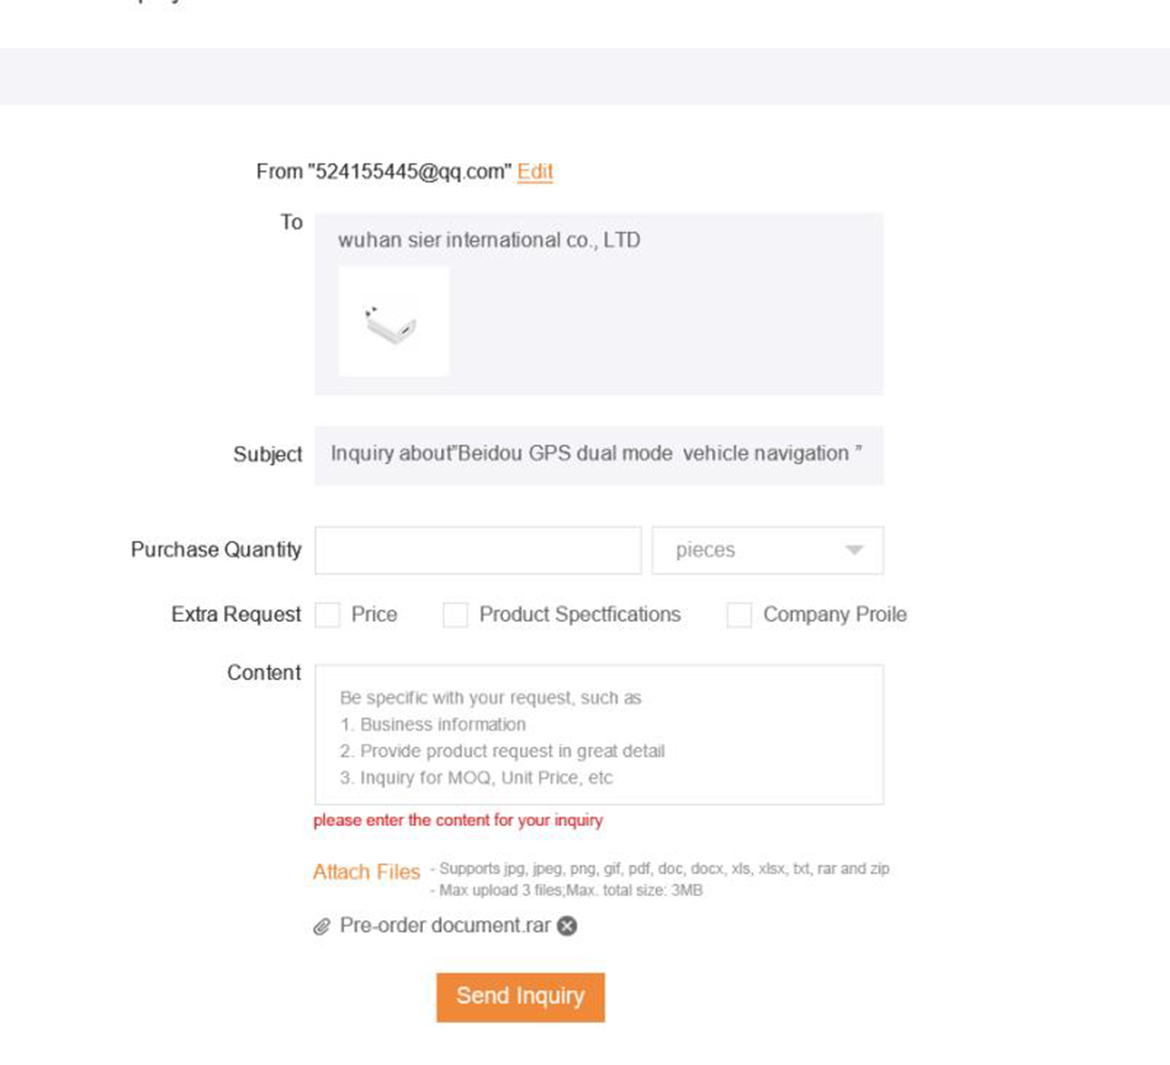 From "524155445@qq.com" Edit
To
wuhan sier international co., LTD
Subject
Inquiry about"Beidou GPS dual mode vehicle navigation "
Purchase Quantity
pieces
Extra Request
Price
Product Spectfications
Company Proile
Content
Be specific with your request, such as
1. Business information
2. Provide product request in great detail
3. Inquiry for MOQ, Unit Price, etc
please enter the content for your inquiry
Attach Files
- Supports jpg, jpeg, png, gif, pdf, doc, docx, xls, xlsx, txt, rar and zip
- Max upload 3 files;Max. total size: 3MB
Pre-order document.rar
Send Inquiry